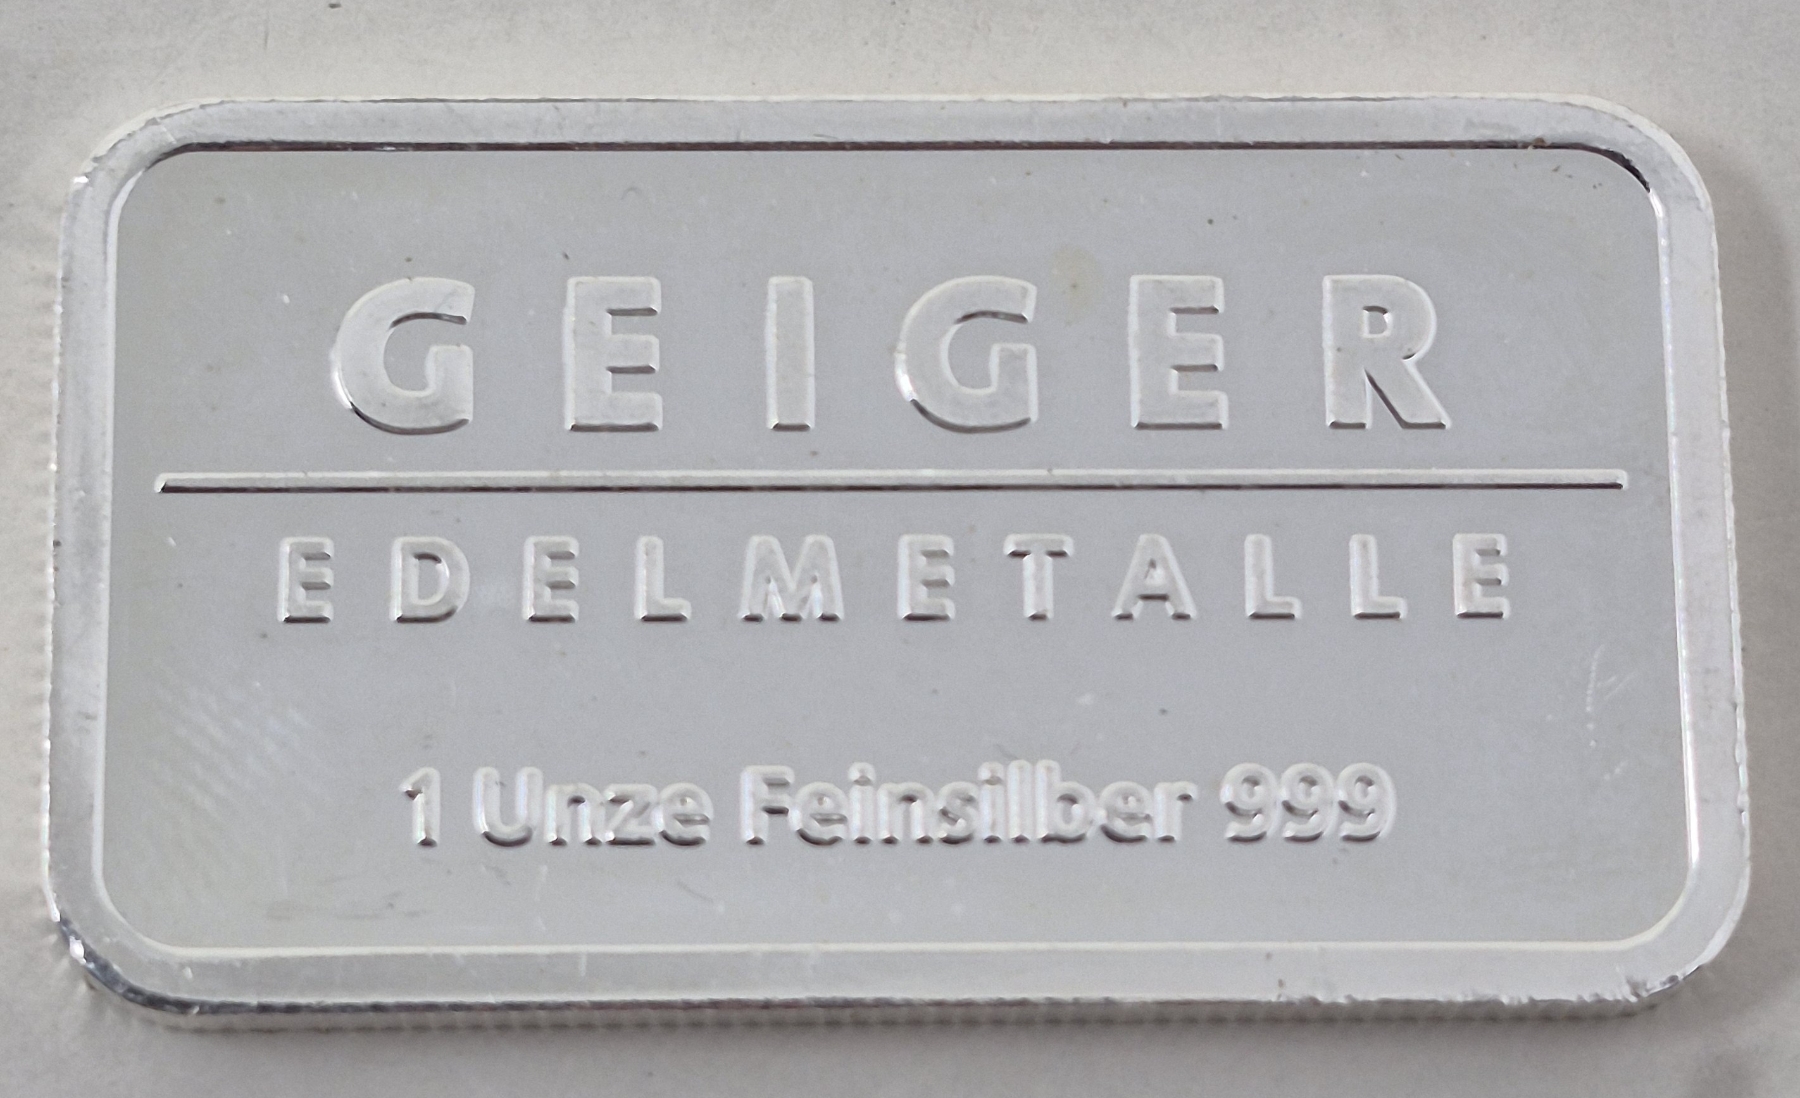 GEIGER
EDELMETALLE
1 Unze Feinsilber 999